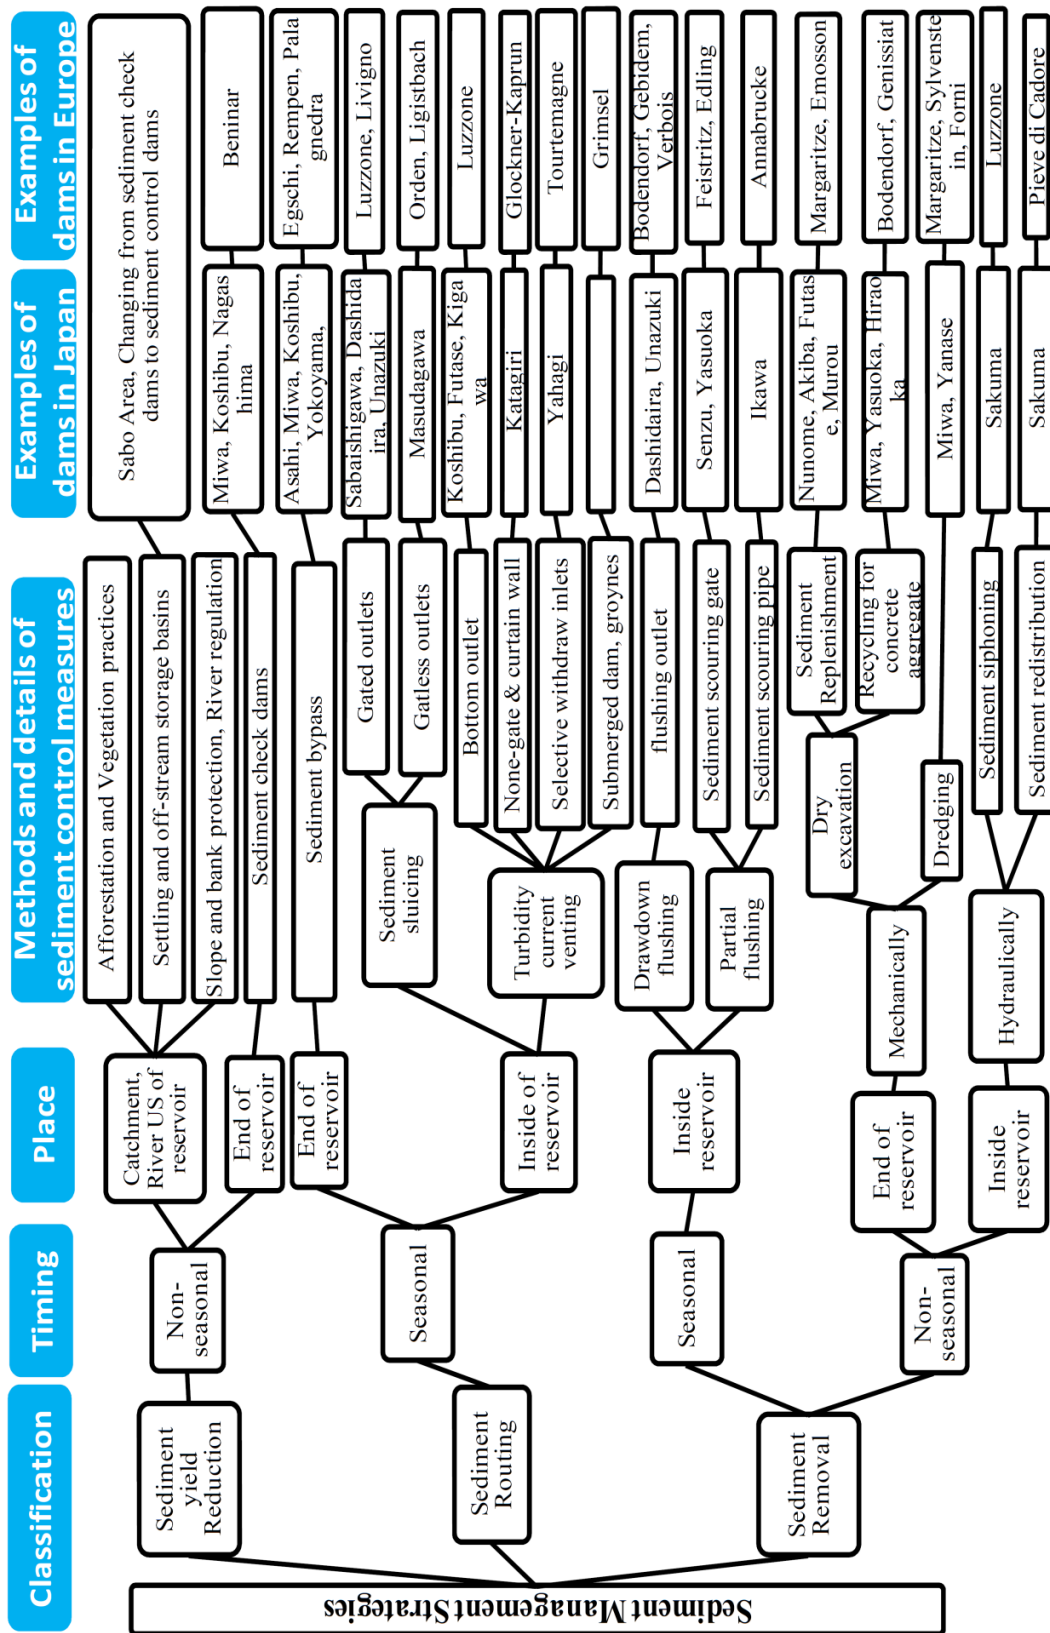 Classification
Timing
Place
Methods and details of
sediment control measures
Examples of
dams in Japan
Examples of
dams in Europe
Sediment Management Strategies
Sediment
yield
Reduction
Non-
seasonal
Catchment,
River US of
reservoir
Afforestation and Vegetation practices
Settling and off-stream storage basins
Slope and bank protection, River regulation
Sabo Area, Changing from sediment check
dams to sediment control dams
End of
reservoir
Sediment check dams
Miwa, Koshibu, Nagas
hima
Beninar
Sediment
Routing
Seasonal
End of
reservoir
Sediment bypass
Asahi, Miwa, Koshibu,
Yokoyama,
Egschi, Rempen, Pala
gnedra
Inside of
reservoir
Sediment
sluicing
Gated outlets
Sabaishigawa, Dashida
ira, Unazuki
Luzzone, Livigno
Gatless outlets
Masudagawa
Orden, Ligistbach
Turbidity
current
venting
Bottom outlet
Koshibu, Futase, Kiga
wa
Luzzone
None-gate & curtain wall
Katagiri
Glockner-Kaprun
Selective withdraw inlets
Yahagi
Tourtemagne
Submerged dam, groynes
Grimsel
Sediment
Removal
Seasonal
Inside
reservoir
Drawdown
flushing
flushing outlet
Dashidaira, Unazuki
Bodendorf, Gebidem,
Verbois
Partial
flushing
Sediment scouring gate
Senzu, Yasuoka
Feistritz, Edling
Sediment scouring pipe
Ikawa
Annabrucke
Non-
seasonal
End of
reservoir
Mechanically
Dry
excavation
Sediment
Replenishment
Nunome, Akiba, Futas
e, Murou
Margaritze, Emosson
Recycling for
concrete
aggregate
Miwa, Yasuoka, Hirao
ka
Bodendorf, Genissiat
Dredging
Miwa, Yanase
Margaritze, Sylvenste
in, Forni
Inside
reservoir
Hydraulically
Sediment siphoning
Sakuma
Luzzone
Sediment redistribution
Sakuma
Pieve di Cadore